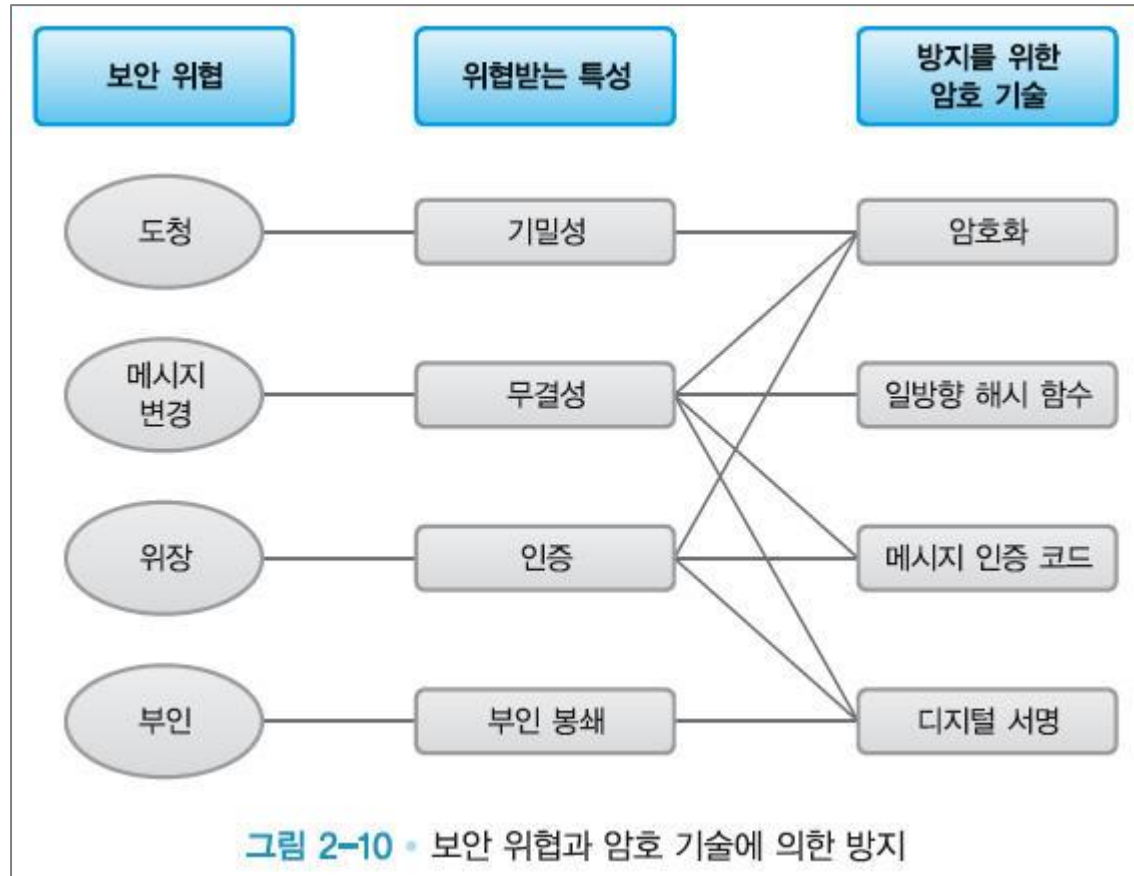 보안 위협
위협받는 특성
방지를 위한
암호 기술
도청
기밀성
암호화
메시지
변경
무결성
일방향 해시 함수
위장
인증
메시지 인증 코드
부인
부인 봉쇄
디지털 서명
그림 2-10 • 보안 위협과 암호 기술에 의한 방지